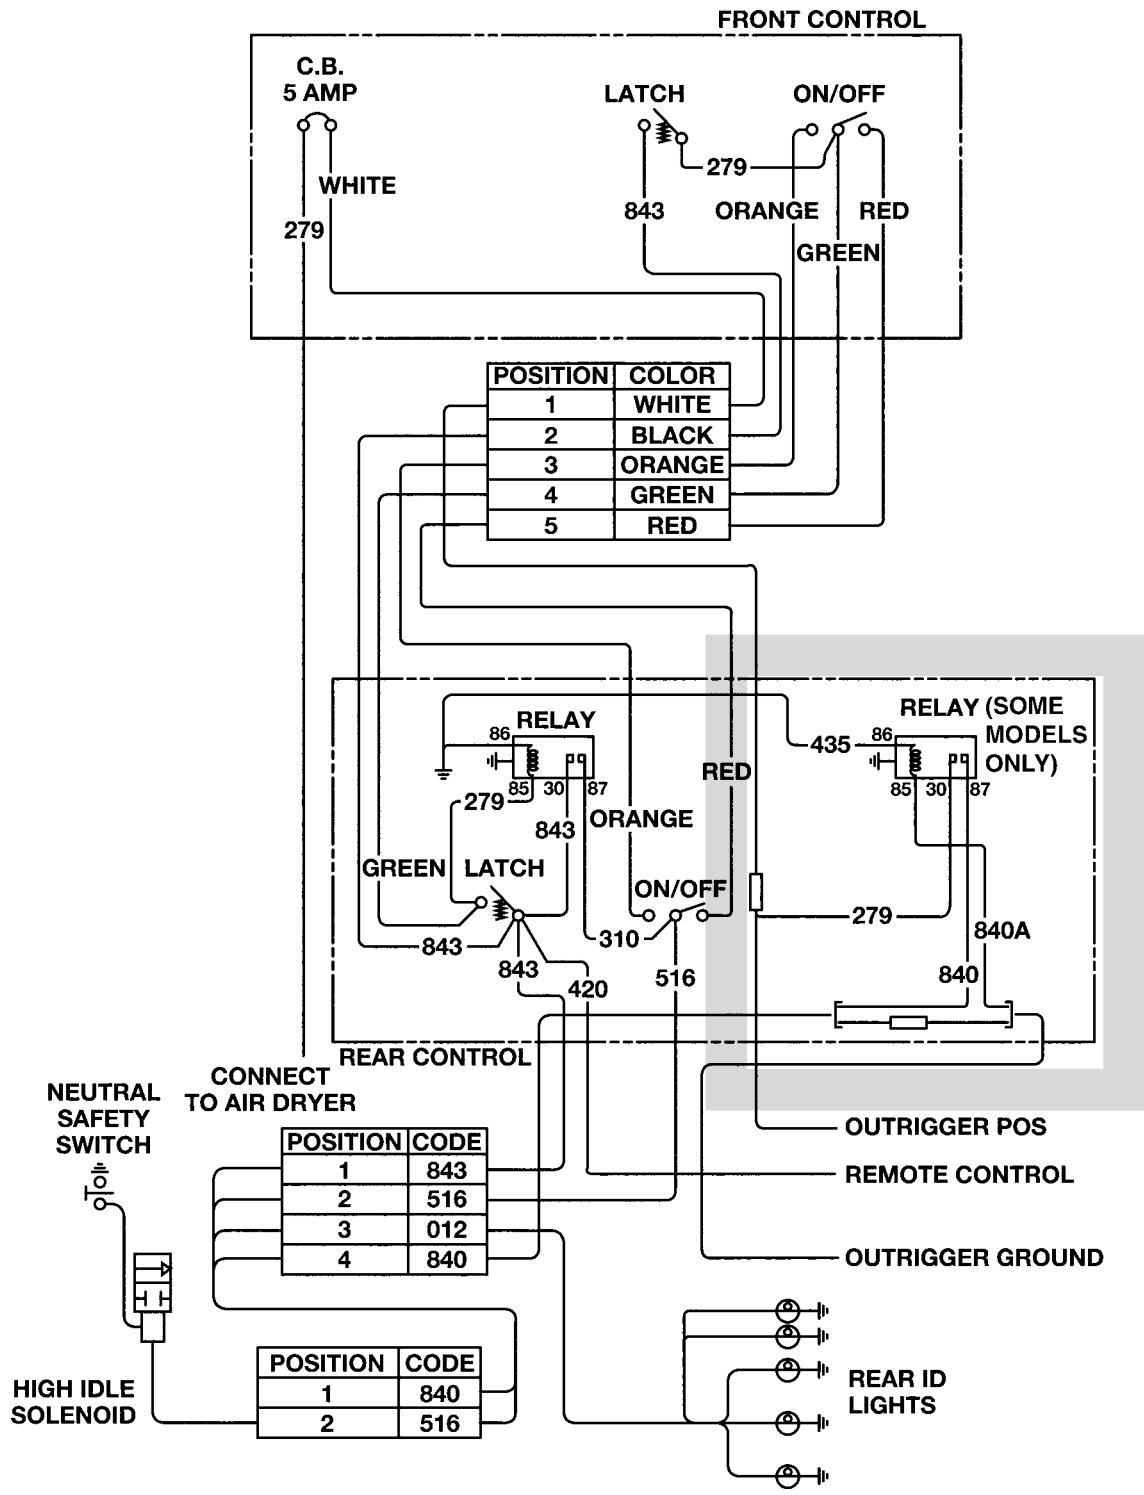 FRONT CONTROL
C.B.
5 AMP
LATCH
ON/OFF
279
WHITE
843
ORANGE
RED
279
GREEN
POSITION COLOR
1 WHITE
2 BLACK
3 ORANGE
4 GREEN
5 RED
RELAY
86
85
30
87
RELAY (SOME
MODELS
ONLY)
86
435
85
30
87
RED
279
843
ORANGE
GREEN
LATCH
ON/OFF
279
840A
843
310
843
420
516
840
REAR CONTROL
CONNECT
TO AIR DRYER
NEUTRAL
SAFETY
SWITCH
POSITION CODE
1 843
2 516
3 012
4 840
OUTRIGGER POS
REMOTE CONTROL
OUTRIGGER GROUND
HIGH IDLE
SOLENOID
POSITION CODE
1 840
2 516
REAR ID
LIGHTS